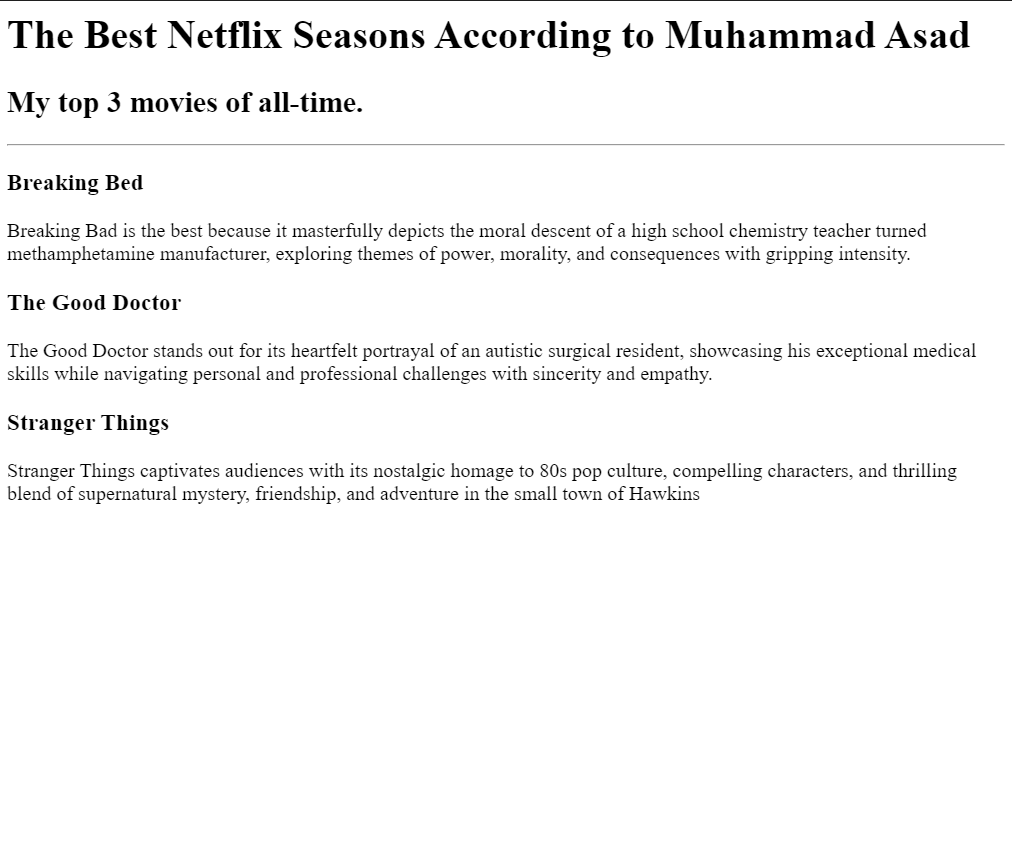 The Best Netflix Seasons According to Muhammad Asad
My top 3 movies of all-time.
Breaking Bed
Breaking Bad is the best because it masterfully depicts the moral descent of a high school chemistry teacher turned
methamphetamine manufacturer, exploring themes of power, morality, and consequences with gripping intensity.
The Good Doctor
The Good Doctor stands out for its heartfelt portrayal of an autistic surgical resident, showcasing his exceptional medical
skills while navigating personal and professional challenges with sincerity and empathy.
Stranger Things
Stranger Things captivates audiences with its nostalgic homage to 80s pop culture, compelling characters, and thrilling
blend of supernatural mystery, friendship, and adventure in the small town of Hawkins